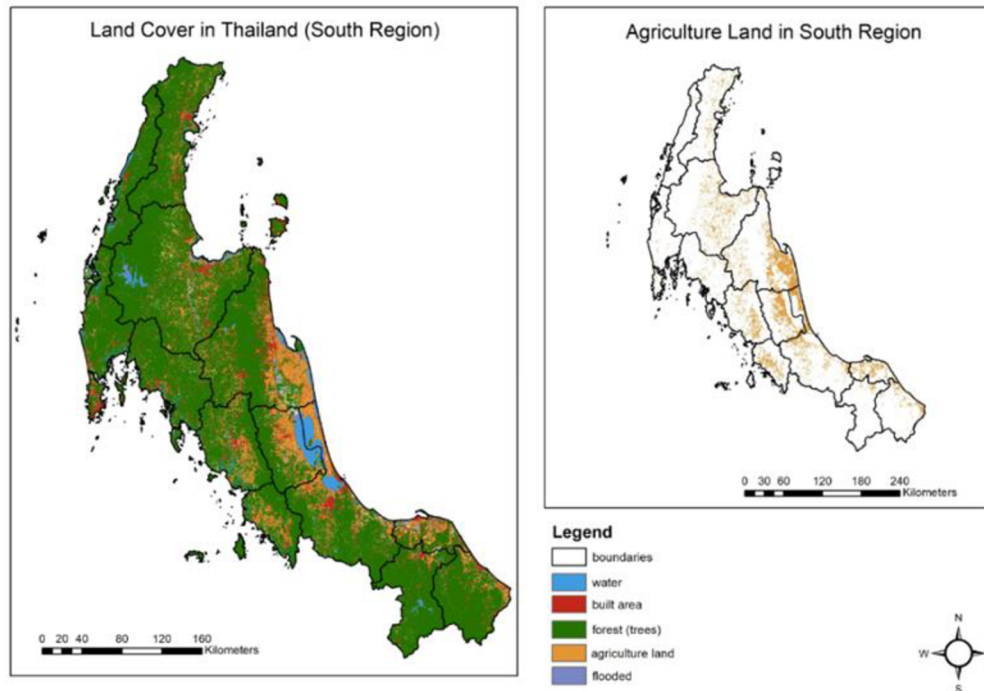 Land Cover in Thailand (South Region)
0 20 40 80 120 160
Kilometers
Agriculture Land in South Region
0 30 60 120 180 240
Kilometers
Legend
boundaries
water
built area
forest (trees)
agriculture land
flooded
N
W
S